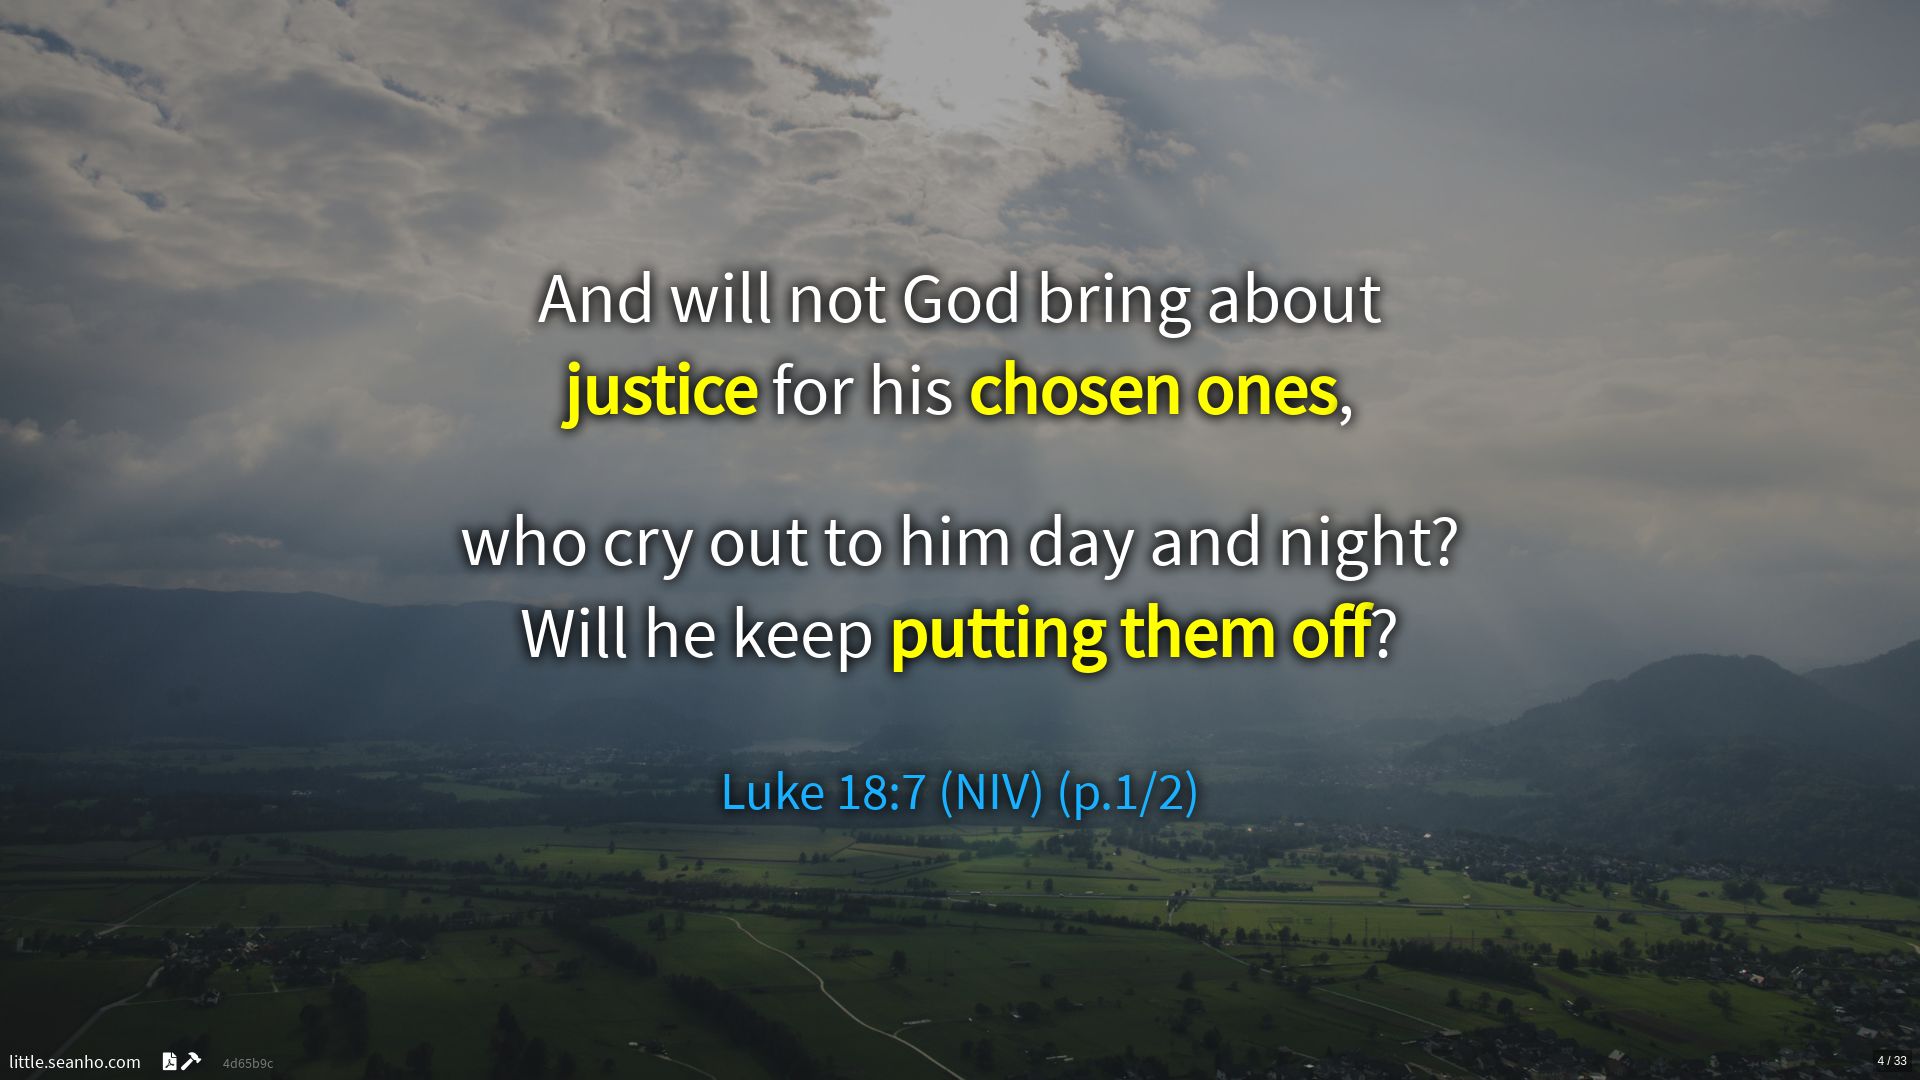 And will not God bring about
justice for his chosen ones,
who cry out to him day and night?
Will he keep putting them off?
Luke 18:7 (NIV) (p.1/2)
little.seanho.com
4d65b9c
4 / 33